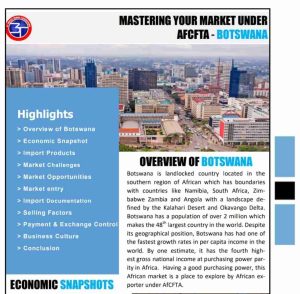 MASTERING YOUR MARKET UNDER
AFCFTA - BOTSWANA
Highlights
> Overview of Botswana
> Economic Snapshot
> Import Products
> Market Challenges
> Market Opportunities
> Market entry
> Import Documentation
> Selling Factors
> Payment & Exchange Control
> Business Culture
> Conclusion
ECONOMIC SNAPSHOTS
OVERVIEW OF BOTSWANA
Botswana is landlocked country located in the
southern region of African which has boundaries
with countries like Namibia, South Africa, Zim-
babwe Zambia and Angola with a landscape de-
fined by the Kalahari Desert and Okavango Delta.
Botswana has a population of over 2 million which
makes the 48th largest country in the world. Despite
its geographical position, Botswana has had one of
the fastest growth rates in per capita income in the
world. By one estimate, it has the fourth high-
est gross national income at purchasing power par-
ity in Africa. Having a good purchasing power, this
African market is a place to explore by African ex-
porter under AfCFTA.